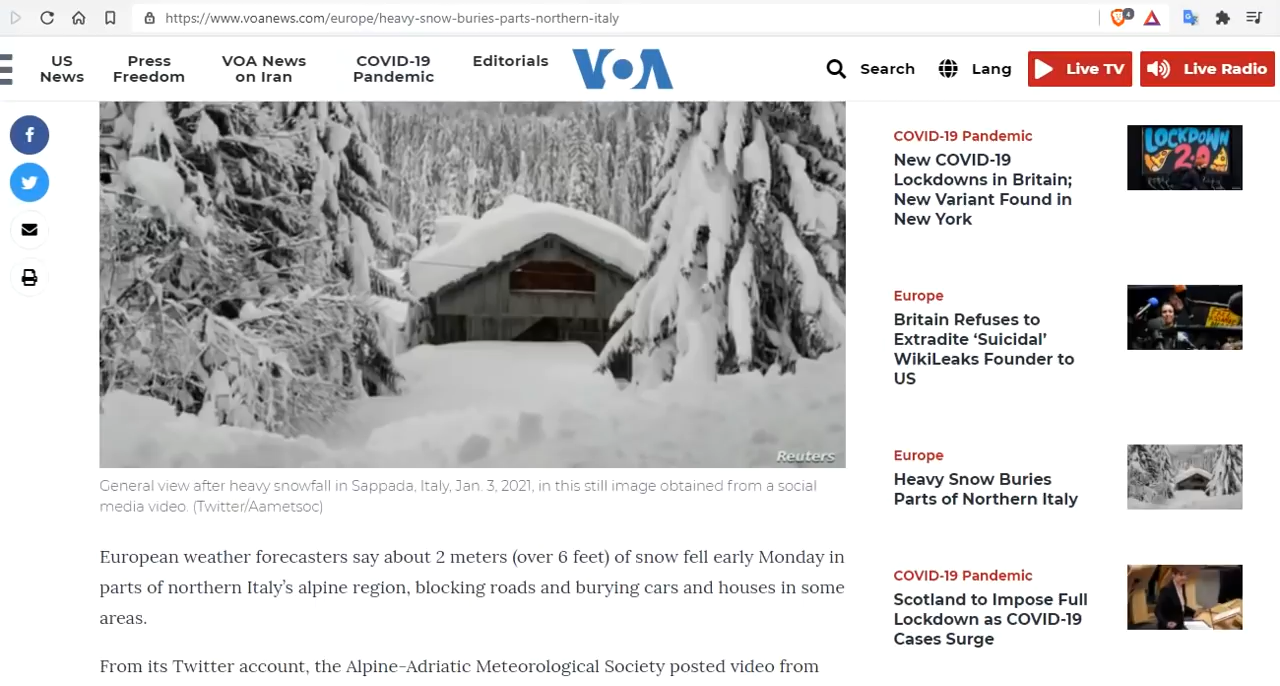 https://www.voanews.com/europe/heavy-snow-buries-parts-northern-italy
4
US
News
Press
Freedom
VOA News
on Iran
COVID-19
Pandemic
Editorials
VOA
Search
Lang
Live TV
Live Radio
Reuters
General view after heavy snowfall in Sappada, Italy, Jan. 3, 2021, in this still image obtained from a social
media video. (Twitter/Aametsoc)
European weather forecasters say about 2 meters (over 6 feet) of snow fell early Monday in
parts of northern Italy’s alpine region, blocking roads and burying cars and houses in some
areas.
From its Twitter account, the Alpine-Adriatic Meteorological Society posted video from
COVID-19 Pandemic
New COVID-19
Lockdowns in Britain;
New Variant Found in
New York
LOCKDOWN
2.0
Europe
Britain Refuses to
Extradite ‘Suicidal’
WikiLeaks Founder to
US
Europe
Heavy Snow Buries
Parts of Northern Italy
COVID-19 Pandemic
Scotland to Impose Full
Lockdown as COVID-19
Cases Surge